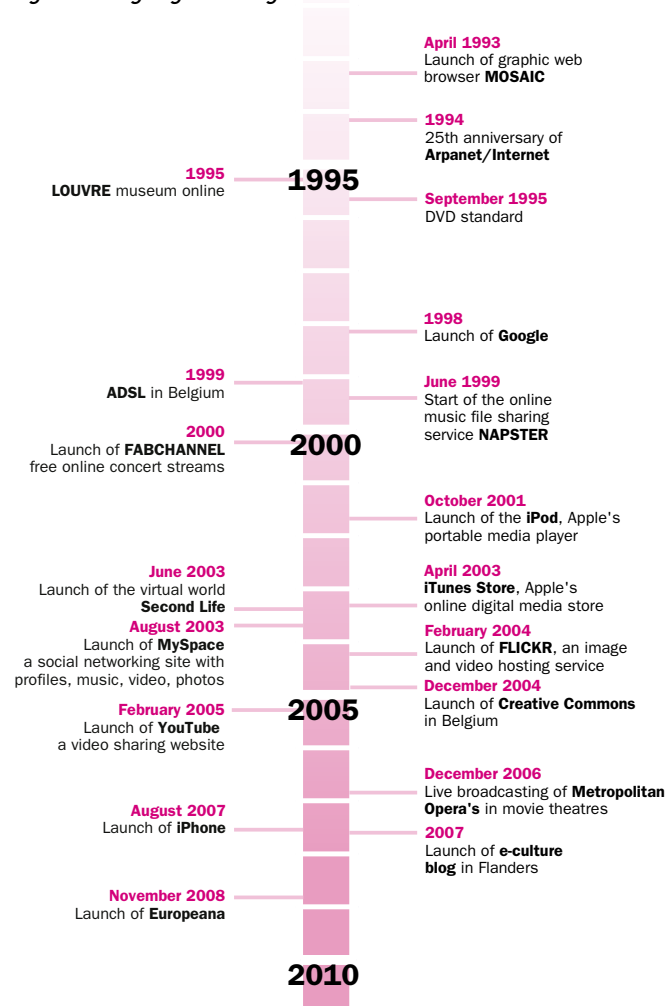 April 1993
Launch of graphic web
browser MOSAIC
1994
25th anniversary of
Arpanet/Internet
1995
LOUVRE museum online
1995
September 1995
DVD standard
1998
Launch of Google
1999
ADSL in Belgium
June 1999
Start of the online
music file sharing
service NAPSTER
2000
Launch of FABCHANNEL
free online concert streams
2000
October 2001
Launch of the iPod, Apple's
portable media player
June 2003
Launch of the virtual world
Second Life
April 2003
iTunes Store, Apple's
online digital media store
August 2003
Launch of MySpace
a social networking site with
profiles, music, video, photos
February 2004
Launch of FLICKR, an image
and video hosting service
December 2004
Launch of Creative Commons
in Belgium
February 2005
Launch of YouTube
a video sharing website
2005
December 2006
Live broadcasting of Metropolitan
Opera's in movie theatres
August 2007
Launch of iPhone
2007
Launch of e-culture
blog in Flanders
November 2008
Launch of Europeana
2010